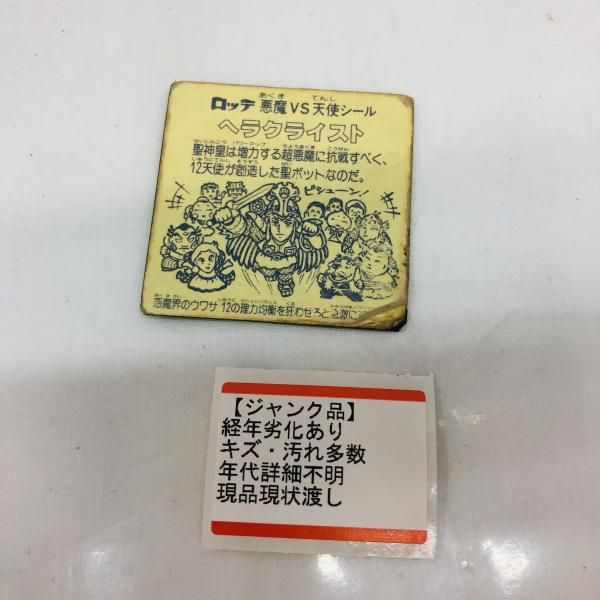 ロッテ 悪魔VS天使シール
ヘラクライスト
聖神皇は増力する超悪魔に抗戦すべく、
12天使が創造した聖ボットなのだ。
ピシューン!
悪魔界のウワサ 12の理力均衡を狂わせろと急激に
【ジャンク品】
経年劣化あり
キズ・汚れ多数
年代詳細不明
現品現状渡し